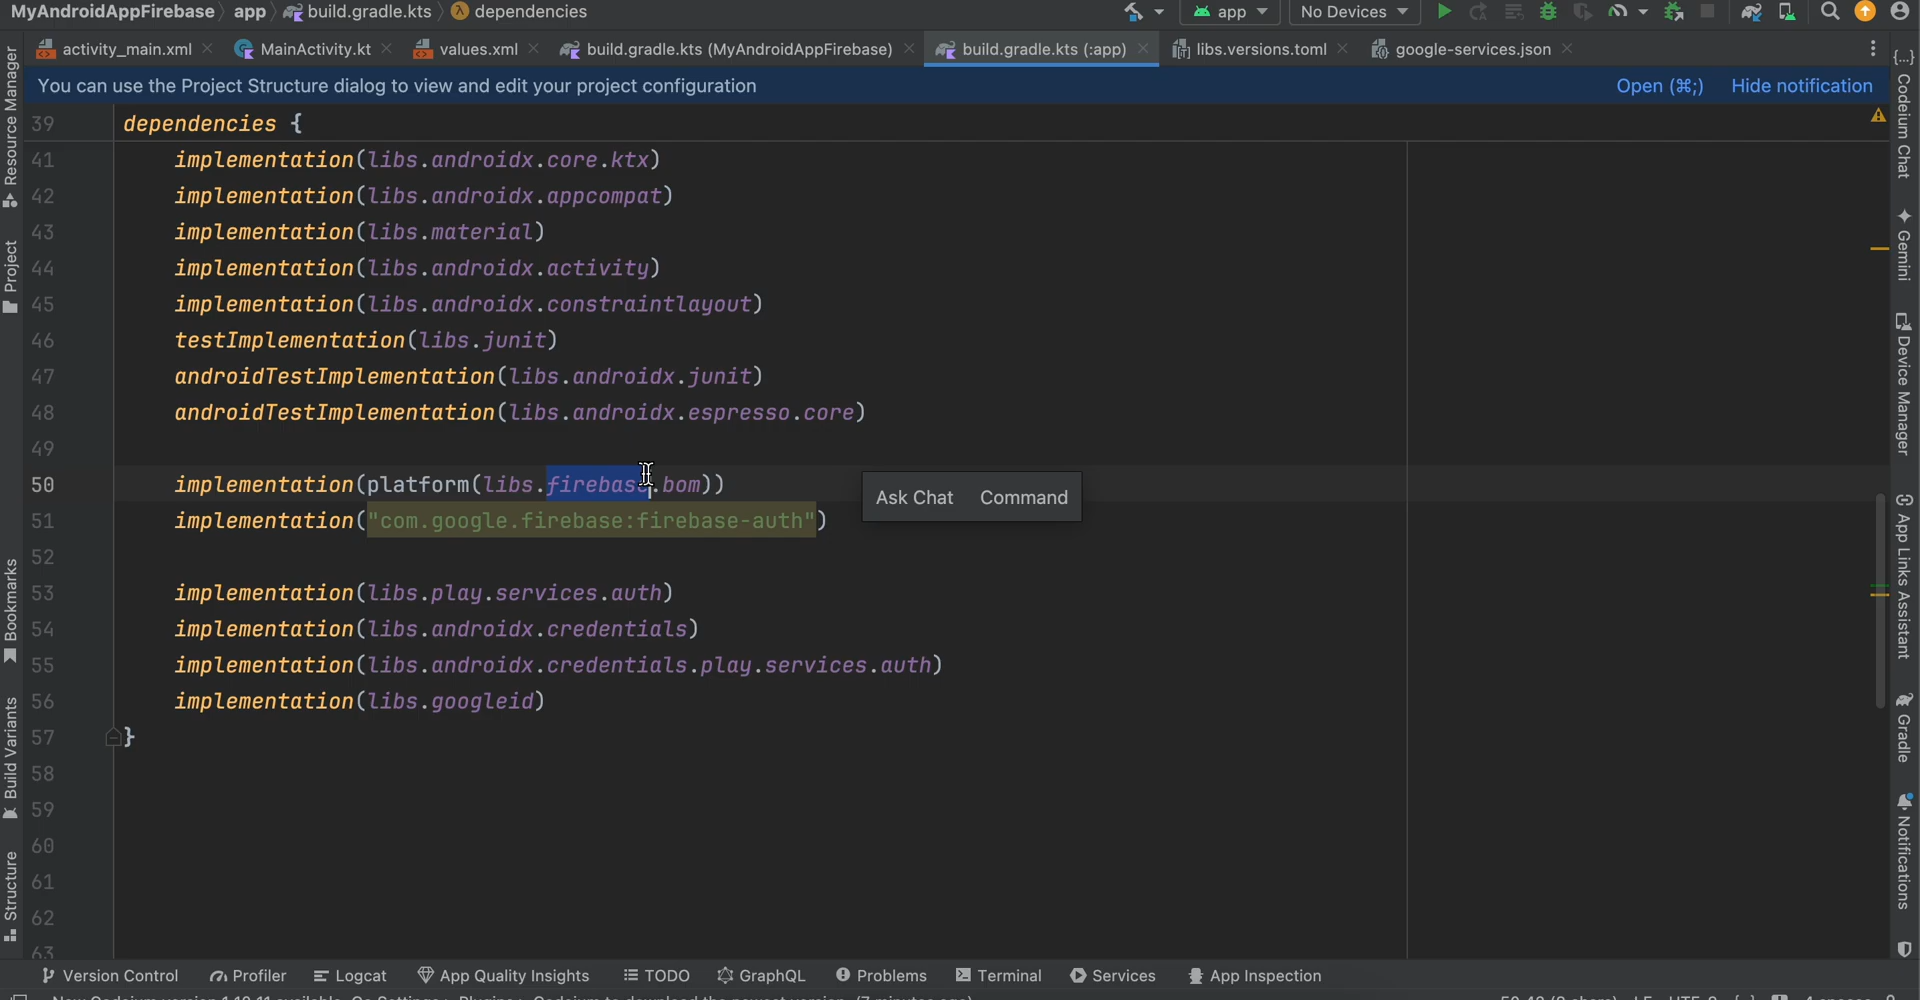 MyAndroidAppFirebase app build.gradle.kts dependencies app No Devices
activity_main.xml MainActivity.kt values.xml build.gradle.kts (MyAndroidAppFirebase) build.gradle.kts (:app) libs.versions.toml google-services.json
You can use the Project Structure dialog to view and edit your project configuration Open (⌘;) Hide notification
39 dependencies {
41 implementation(libs.androidx.core.ktx)
42 implementation(libs.androidx.appcompat)
43 implementation(libs.material)
44 implementation(libs.androidx.activity)
45 implementation(libs.androidx.constraintlayout)
46 testImplementation(libs.junit)
47 androidTestImplementation(libs.androidx.junit)
48 androidTestImplementation(libs.androidx.espresso.core)
49
50 implementation(platform(libs.firebase.bom))
Ask Chat Command
51 implementation("com.google.firebase:firebase-auth")
52
53 implementation(libs.play.services.auth)
54 implementation(libs.androidx.credentials)
55 implementation(libs.androidx.credentials.play.services.auth)
56 implementation(libs.googleid)
57 }
58
59
60
61
62
63
Resource Manager
Project
Bookmarks
Build Variants
Structure
{...}
Codeium Chat
Gemini
Device Manager
App Links Assistant
Gradle
Notifications
Version Control Profiler Logcat App Quality Insights TODO GraphQL Problems Terminal Services App Inspection